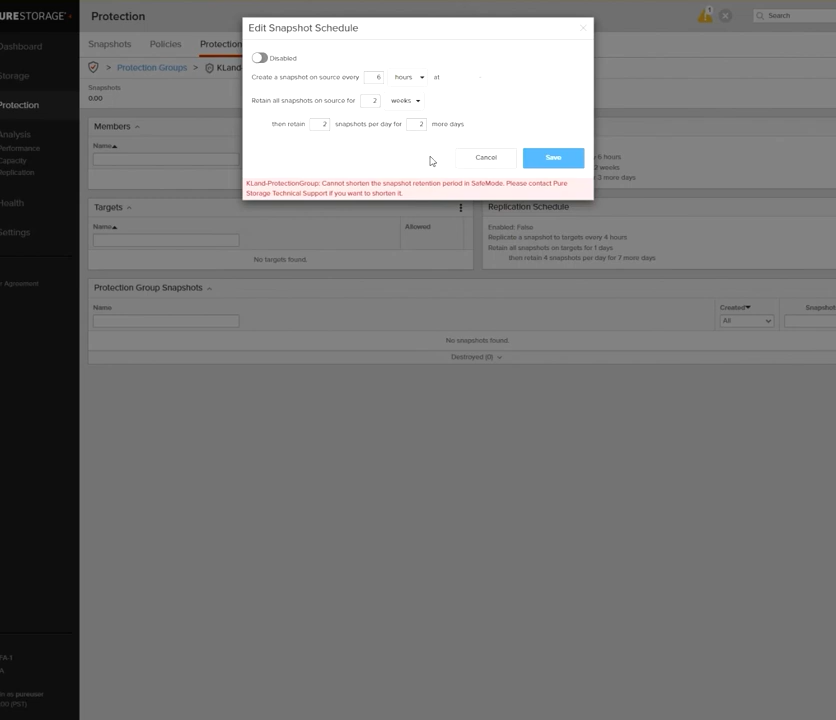 PURESTORAGE
Protection
Search
Dashboard
Snapshots
Policies
Protection
Storage
Protection Groups
>
KLand-
Protection
Snapshots
0.00
Analysis
Performance
Capacity
Replication
Health
Settings
Agreement
Edit Snapshot Schedule
Disabled
Create a snapshot on source every 6 hours at
Retain all snapshots on source for 2 weeks
then retain 2 snapshots per day for 2 more days
Cancel
Save
KLand-ProtectionGroup: Cannot shorten the snapshot retention period in SafeMode. Please contact Pure
Storage Technical Support if you want to shorten it.
Members
Name
6 hours
2 weeks
3 more days
Targets
Name
Allowed
No targets found.
Replication Schedule
Enabled: False
Replicate a snapshot to targets every 4 hours
Retain all snapshots on targets for 1 days
then retain 4 snapshots per day for 7 more days
Protection Group Snapshots
Name
Created
Snapshot
All
No snapshots found.
Destroyed (0)
in as pureuser
00 (PST)